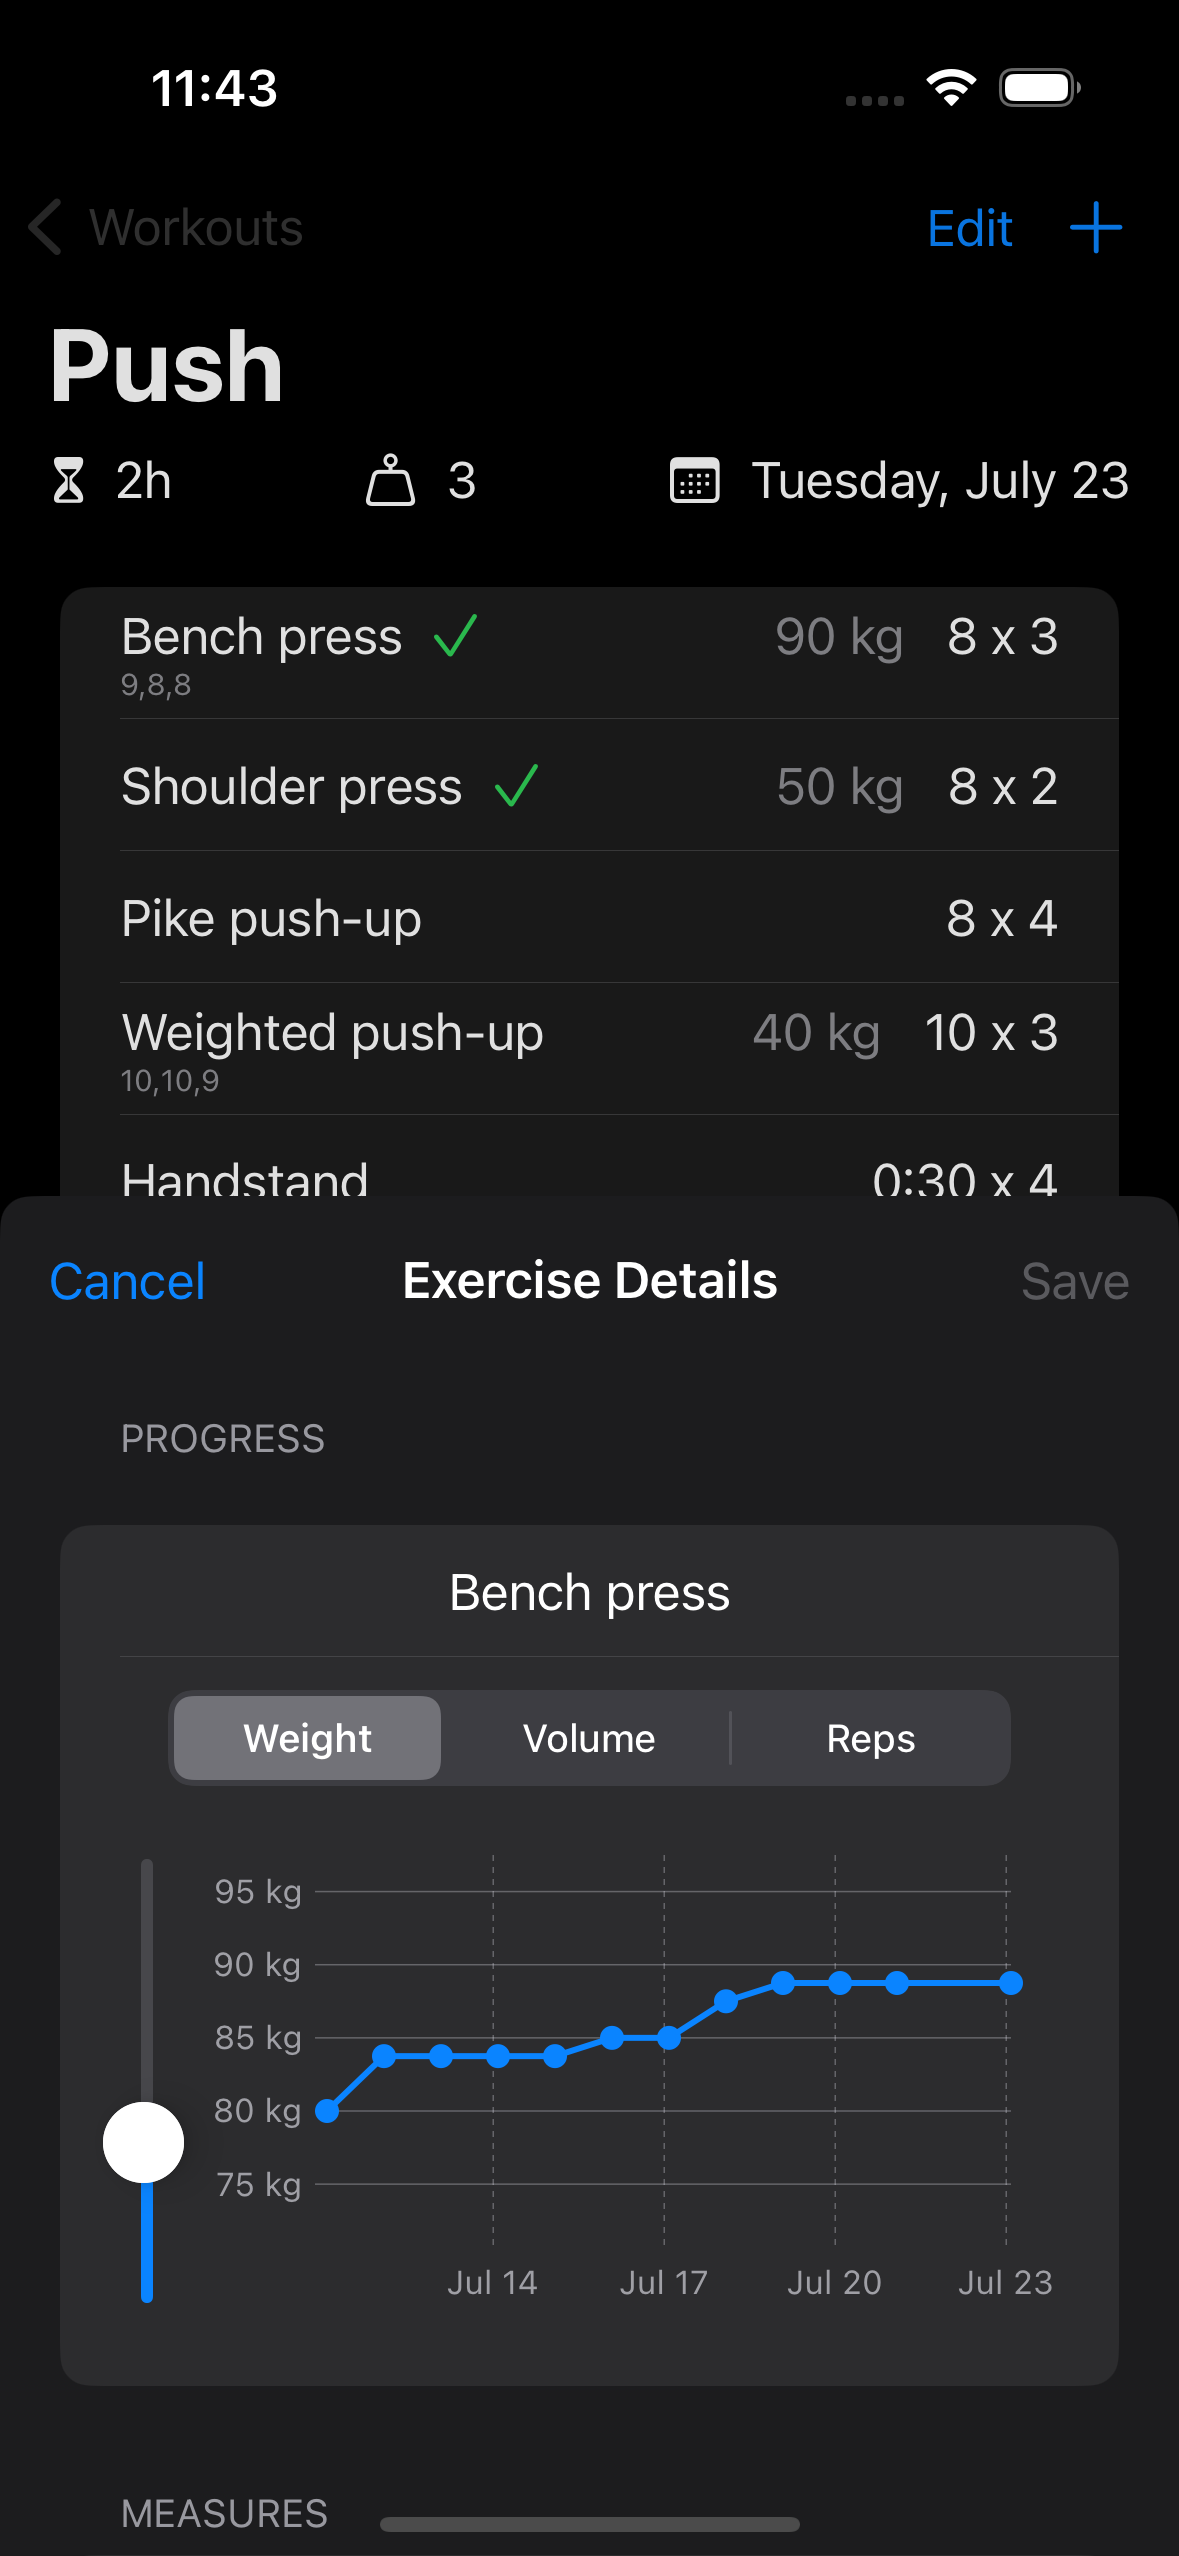 11:43
Workouts Edit
Push
2h 3 Tuesday, July 23
Bench press 90 kg 8 x 3
9,8,8
Shoulder press 50 kg 8 x 2
Pike push-up 8 x 4
Weighted push-up 40 kg 10 x 3
10,10,9
Handstand 0:30 x 4
Cancel Exercise Details Save
PROGRESS
Bench press
Weight Volume Reps
95 kg
90 kg
85 kg
80 kg
75 kg
Jul 14 Jul 17 Jul 20 Jul 23
MEASURES